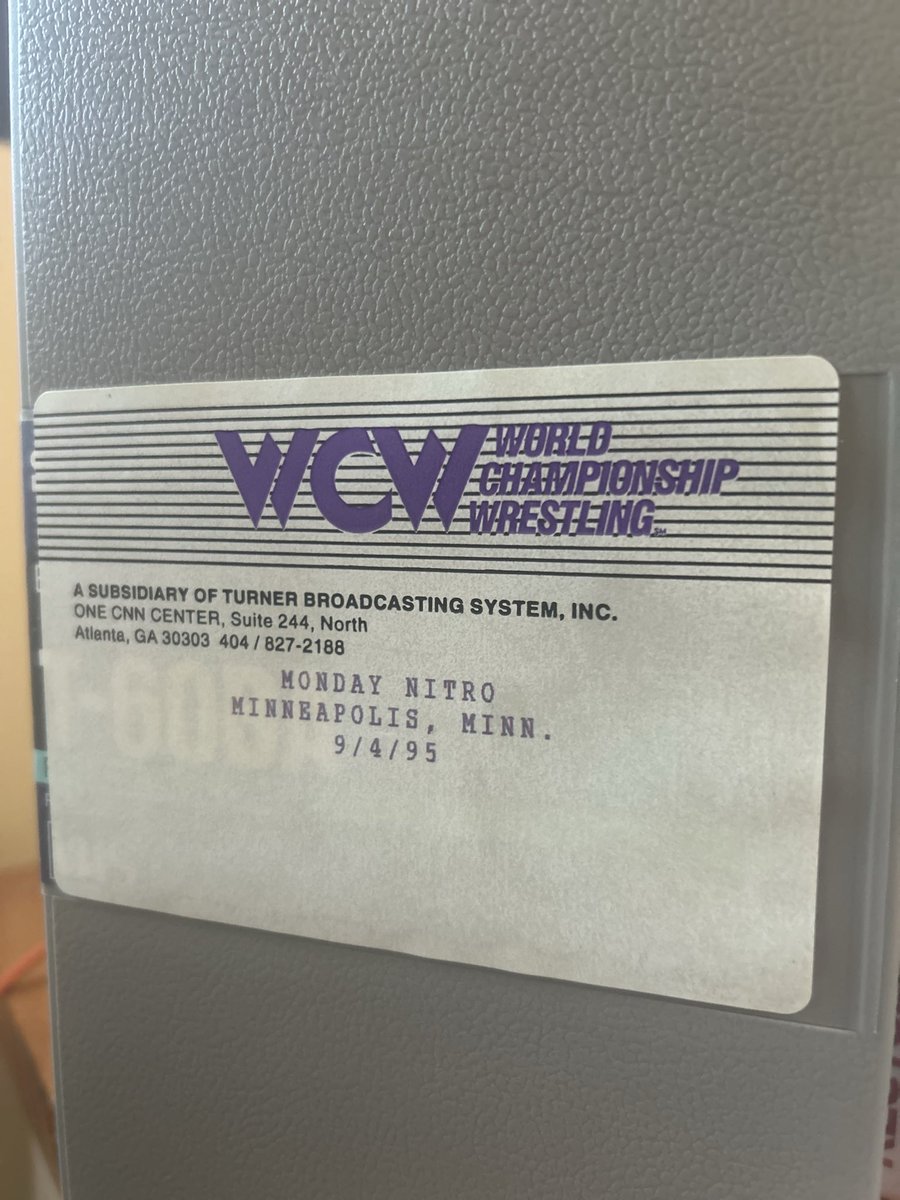 WCW WORLD
CHAMPIONSHIP
WRESTLING SM
A SUBSIDIARY OF TURNER BROADCASTING SYSTEM, INC.
ONE CNN CENTER, Suite 244, North
Atlanta, GA 30303 404 / 827-2188
MONDAY NITRO
MINNEAPOLIS, MINN.
9/4/95